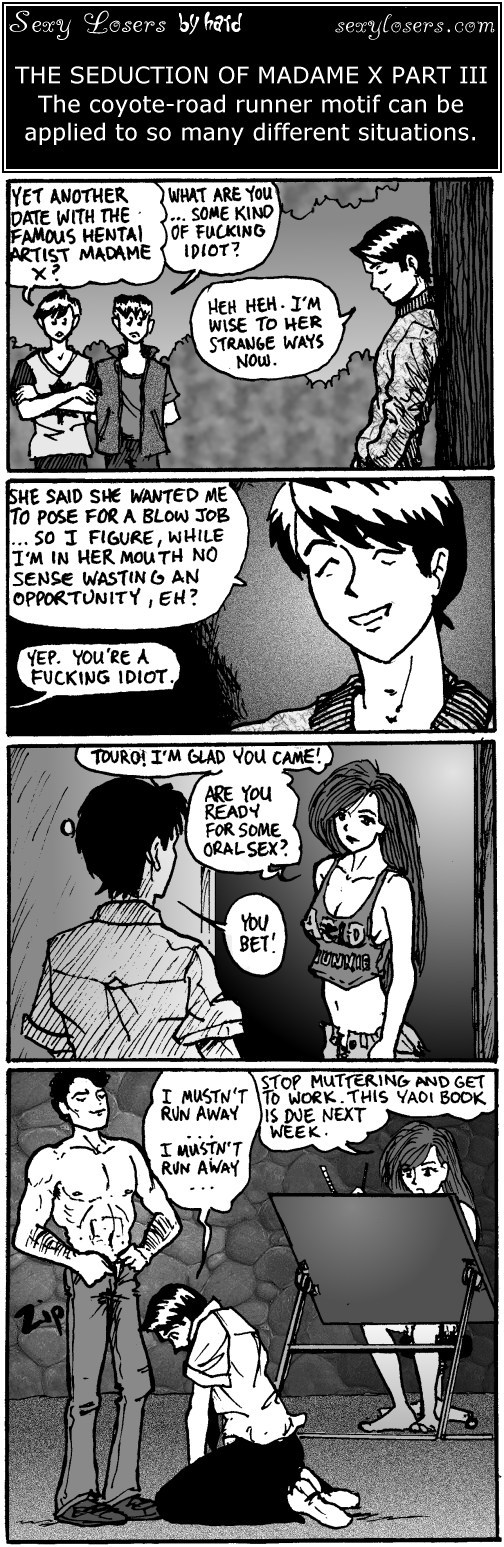 Sexy Losers by hard
sexylosers.com
THE SEDUCTION OF MADAME X PART III
The coyote-road runner motif can be
applied to so many different situations.
YET ANOTHER
DATE WITH THE
FAMOUS HENTAI
ARTIST MADAME
X?
WHAT ARE YOU
... SOME KIND
OF FUCKING
IDIOT?
HEH HEH. I'M
WISE TO HER
STRANGE WAYS
NOW.
SHE SAID SHE WANTED ME
TO POSE FOR A BLOW JOB
... SO I FIGURE, WHILE
I'M IN HER MOUTH NO
SENSE WASTING AN
OPPORTUNITY, EH?
YEP. YOU'RE A
FUCKING IDIOT.
TOURO! I'M GLAD YOU CAME!
ARE YOU
READY
FOR SOME
ORAL SEX?
YOU
BET!
UNNIE
I MUSTN'T
RUN AWAY
...
I MUSTN'T
RUN AWAY
...
STOP MUTTERING AND GET
TO WORK. THIS YAOI BOOK
IS DUE NEXT
WEEK.
Zip